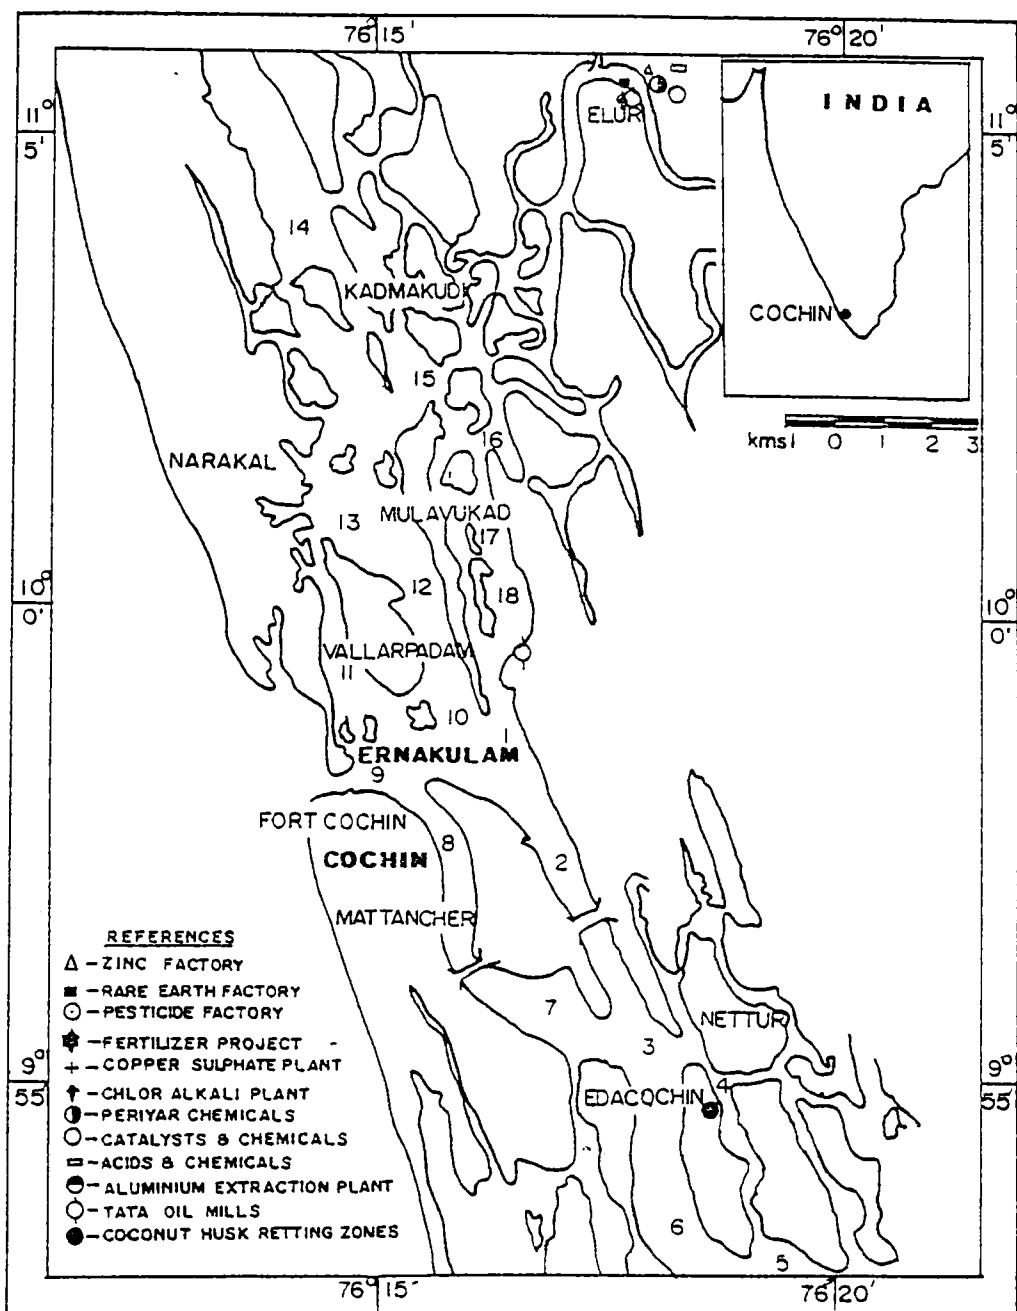 76° 15' 76° 20'
11° 5' 11° 5'
ELUR
INDIA
14
KADMAKUDI
COCHIN
15
kms 1 0 1 2 3
16
NARAKAL
MULAVUKAD
13 17
12 18
10° 0' 10° 0'
VALLARPADAM
11
10
1
ERNAKULAM
9
FORT COCHIN
8
COCHIN
2
MATTANCHER
REFERENCES
- ZINC FACTORY
- RARE EARTH FACTORY
- PESTICIDE FACTORY
- FERTILIZER PROJECT
- COPPER SULPHATE PLANT
- CHLOR ALKALI PLANT
- PERIYAR CHEMICALS
- CATALYSTS & CHEMICALS
- ACIDS & CHEMICALS
- ALUMINIUM EXTRACTION PLANT
- TATA OIL MILLS
- COCONUT HUSK RETTING ZONES
7
NETTUR
3
9° 55' 9° 55'
EDACOCHIN 4
6
5
76° 15' 76° 20'